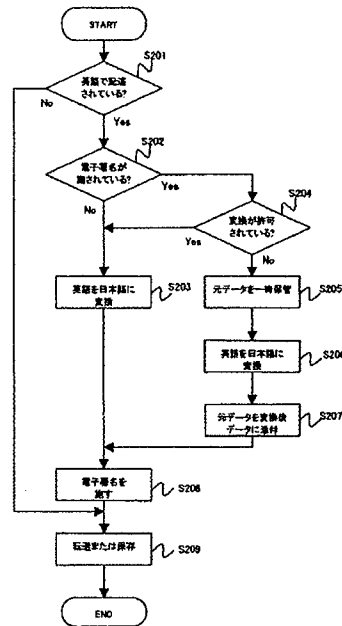 START
S201
英語で記述
されている?
No
Yes
S202
電子署名が
施されている?
Yes
No
S204
変換が許可
されている?
Yes
No
英語を日本語に
変換
S203
元データを一時保管
S205
英語を日本語に
変換
S206
元データを変換後
データに添付
S207
電子署名を
施す
S208
転送または保存
S209
END